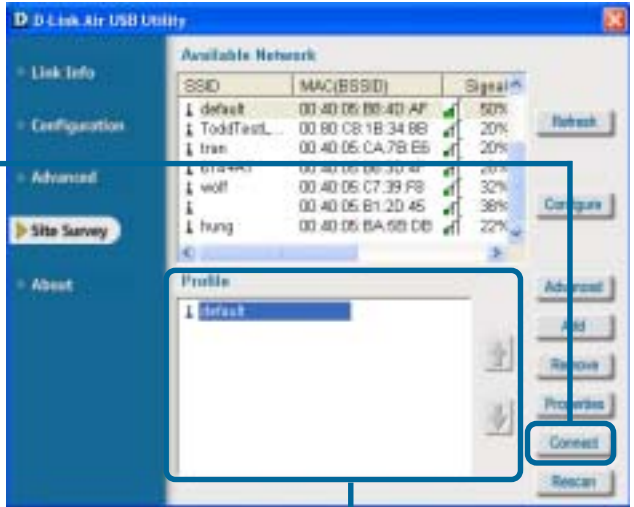 D D-Link Air USB Utility
Link Info
Configuration
Advanced
Site Survey
About
Available Network
SSID MAC(BSSID) Signal
default 00:40:05:B8:4D:AF 50%
ToddTestL... 00:80:C8:1B:34:BB 20%
tran 00:40:05:CA:7B:E6 20%
20%
wolf 00:40:05:C7:39:F8 32%
00:40:05:B1:2D:45 38%
hung 00:40:05:BA:6B:DB 22%
Refresh
Configure
Profile
default
Advanced
Add
Remove
Properties
Connect
Rescan